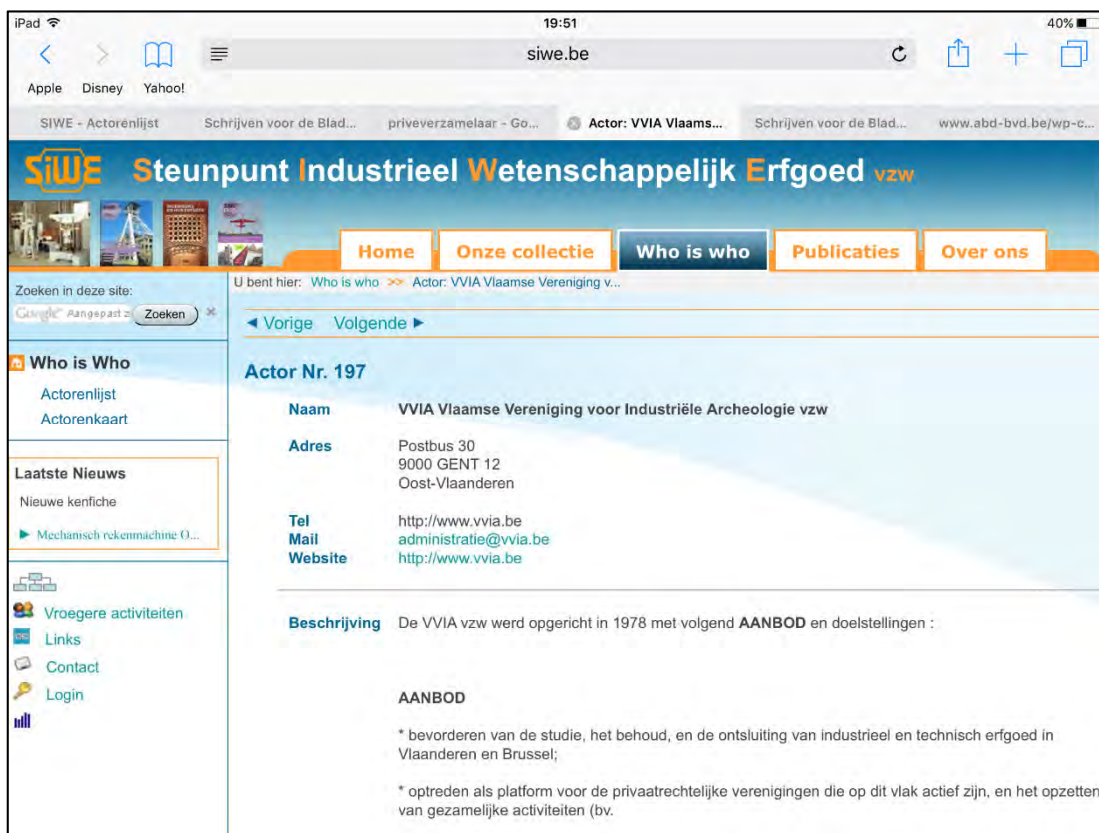 iPad 19:51 40%
siwe.be
Apple Disney Yahoo!
SIWE - Actorenlijst Schrijven voor de Blad... priveverzamelaar - Go... Actor: VVIA Vlaams... Schrijven voor de Blad... www.abd-bvd.be/wp-c...
SiWE Steunpunt Industrieel Wetenschappelijk Erfgoed vzw
Home Onze collectie Who is who Publicaties Over ons
U bent hier: Who is who >> Actor: VVIA Vlaamse Vereniging v...
Zoeken in deze site:
Google Aangepast z Zoeken
◄ Vorige Volgende ►
Who is Who
Actorenlijst
Actorenkaart
Laatste Nieuws
Nieuwe kenfiche
► Mechanisch rekenmachine O...
Vroegere activiteiten
Links
Contact
Login
Actor Nr. 197
Naam VVIA Vlaamse Vereniging voor Industriële Archeologie vzw
Adres Postbus 30
9000 GENT 12
Oost-Vlaanderen
Tel http://www.vvia.be
Mail administratie@vvia.be
Website http://www.vvia.be
Beschrijving De VVIA vzw werd opgericht in 1978 met volgend AANBOD en doelstellingen :
AANBOD
* bevorderen van de studie, het behoud, en de ontsluiting van industrieel en technisch erfgoed in
Vlaanderen en Brussel;
* optreden als platform voor de privaatrechtelijke verenigingen die op dit vlak actief zijn, en het opzetten
van gezamelijke activiteiten (bv.